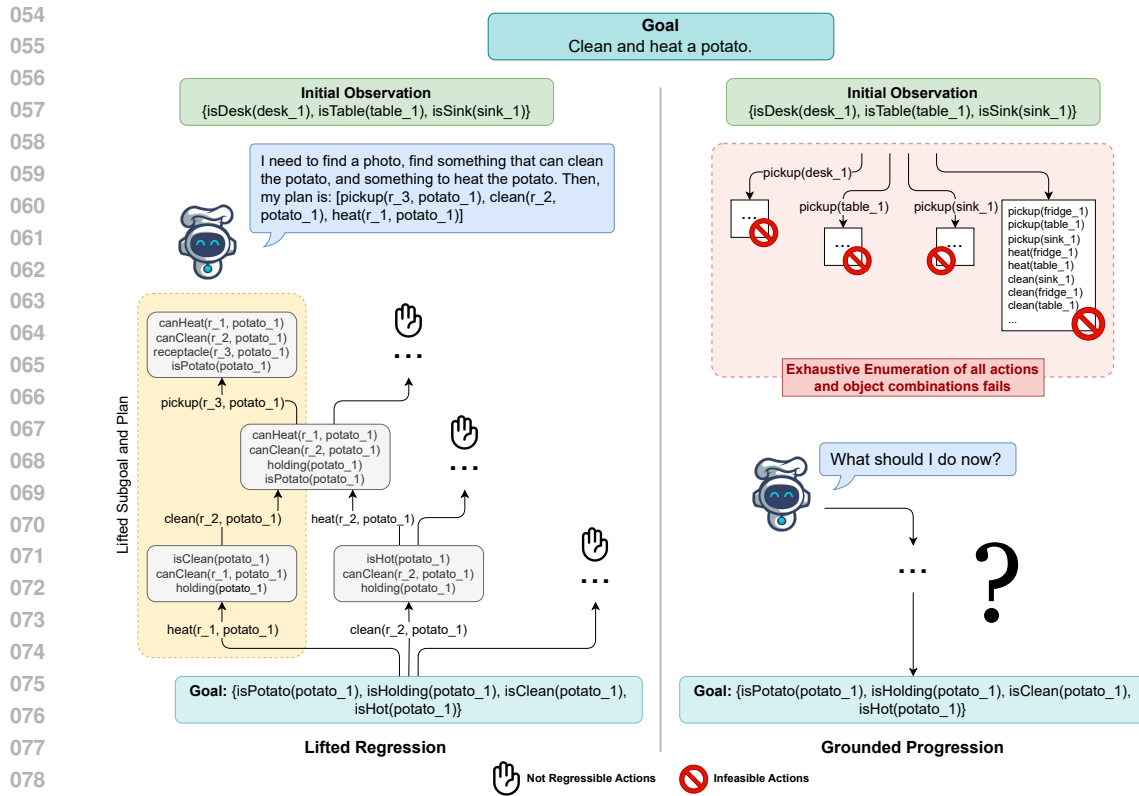 054
055
056
057
058
059
060
061
062
063
064
065
066
067
068
069
070
071
072
073
074
075
076
077
078
Goal
Clean and heat a potato.
Initial Observation
{isDesk(desk_1), isTable(table_1), isSink(sink_1)}
I need to find a photo, find something that can clean
the potato, and something to heat the potato. Then,
my plan is: [pickup(r_3, potato_1), clean(r_2,
potato_1), heat(r_1, potato_1)]
Lifted Subgoal and Plan
canHeat(r_1, potato_1)
canClean(r_2, potato_1)
receptacle(r_3, potato_1)
isPotato(potato_1)
...
pickup(r_3, potato_1)
canHeat(r_1, potato_1)
canClean(r_2, potato_1)
holding(potato_1)
isPotato(potato_1)
...
clean(r_2, potato_1)
heat(r_2, potato_1)
isClean(potato_1)
canClean(r_1, potato_1)
holding(potato_1)
isHot(potato_1)
canClean(r_2, potato_1)
holding(potato_1)
...
heat(r_1, potato_1)
clean(r_2, potato_1)
Goal: {isPotato(potato_1), isHolding(potato_1), isClean(potato_1),
isHot(potato_1)}
Lifted Regression
Initial Observation
{isDesk(desk_1), isTable(table_1), isSink(sink_1)}
pickup(desk_1)
...
pickup(table_1)
...
pickup(sink_1)
...
pickup(fridge_1)
pickup(table_1)
pickup(sink_1)
heat(fridge_1)
heat(table_1)
clean(sink_1)
clean(fridge_1)
clean(table_1)
...
Exhaustive Enumeration of all actions
and object combinations fails
What should I do now?
...
?
Goal: {isPotato(potato_1), isHolding(potato_1), isClean(potato_1),
isHot(potato_1)}
Grounded Progression
Not Regressible Actions
Infeasible Actions